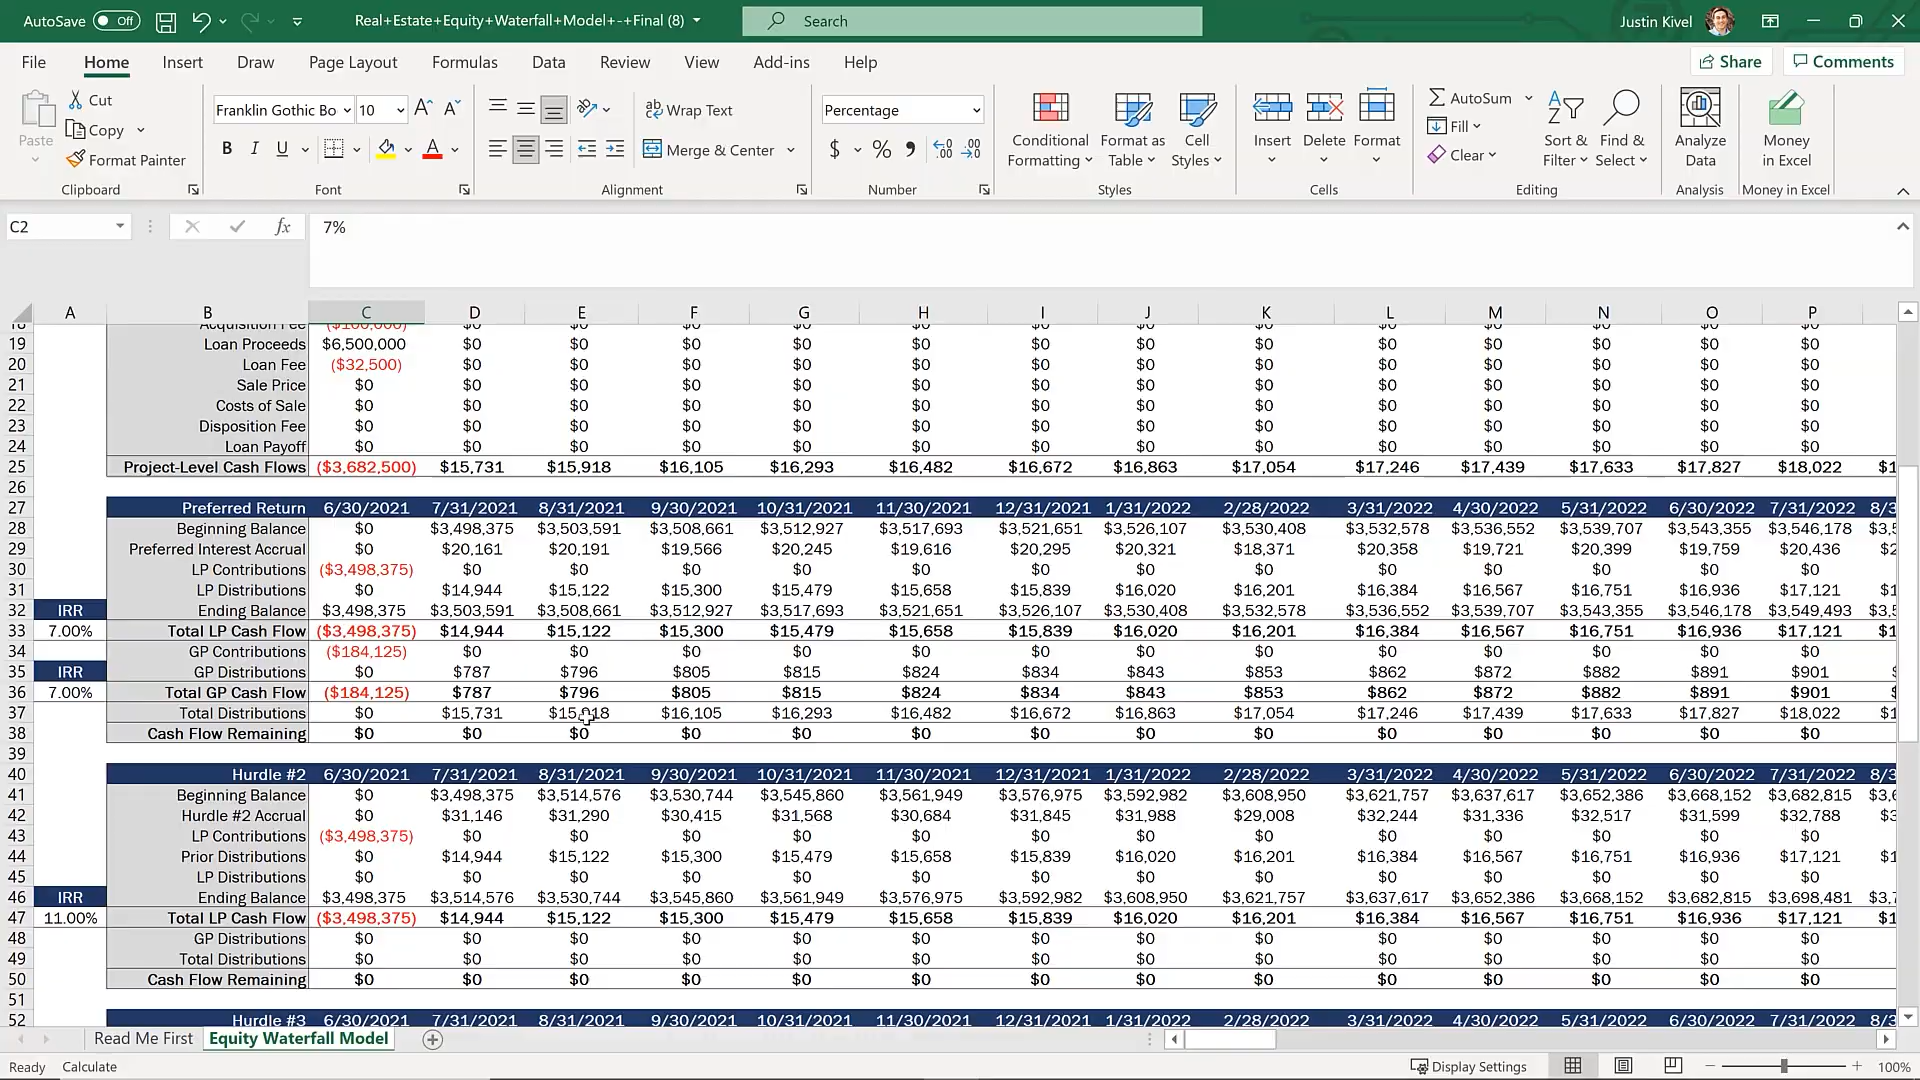 AutoSave Off Real+Estate+Equity+Waterfall+Model+-+Final (8) Search Justin Kivel
File Home Insert Draw Page Layout Formulas Data Review View Add-ins Help Share Comments
Paste Cut Copy Format Painter Clipboard
Franklin Gothic Bo 10 B I U A Font
Wrap Text Merge & Center Alignment
Percentage $ % 9 Number
Conditional Formatting Format as Table Cell Styles Styles
Insert Delete Format Cells
AutoSum Fill Clear Sort & Filter Find & Select Editing
Analyze Data Analysis
Money in Excel Money in Excel
C2 fx 7%
A B C D E F G H I J K L M N O P
18 Acquisition Fee ($100,000) $0 $0 $0 $0 $0 $0 $0 $0 $0 $0 $0 $0 $0
19 Loan Proceeds $6,500,000 $0 $0 $0 $0 $0 $0 $0 $0 $0 $0 $0 $0 $0
20 Loan Fee ($32,500) $0 $0 $0 $0 $0 $0 $0 $0 $0 $0 $0 $0 $0
21 Sale Price $0 $0 $0 $0 $0 $0 $0 $0 $0 $0 $0 $0 $0 $0
22 Costs of Sale $0 $0 $0 $0 $0 $0 $0 $0 $0 $0 $0 $0 $0 $0
23 Disposition Fee $0 $0 $0 $0 $0 $0 $0 $0 $0 $0 $0 $0 $0 $0
24 Loan Payoff $0 $0 $0 $0 $0 $0 $0 $0 $0 $0 $0 $0 $0 $0
25 Project-Level Cash Flows ($3,682,500) $15,731 $15,918 $16,105 $16,293 $16,482 $16,672 $16,863 $17,054 $17,246 $17,439 $17,633 $17,827 $18,022
26
27 Preferred Return 6/30/2021 7/31/2021 8/31/2021 9/30/2021 10/31/2021 11/30/2021 12/31/2021 1/31/2022 2/28/2022 3/31/2022 4/30/2022 5/31/2022 6/30/2022 7/31/2022
28 Beginning Balance $0 $3,498,375 $3,503,591 $3,508,661 $3,512,927 $3,517,693 $3,521,651 $3,526,107 $3,530,408 $3,532,578 $3,536,552 $3,539,707 $3,543,355 $3,546,178
29 Preferred Interest Accrual $0 $20,161 $20,191 $19,566 $20,245 $19,616 $20,295 $20,321 $18,371 $20,358 $19,721 $20,399 $19,759 $20,436
30 LP Contributions ($3,498,375) $0 $0 $0 $0 $0 $0 $0 $0 $0 $0 $0 $0 $0
31 LP Distributions $0 $14,944 $15,122 $15,300 $15,479 $15,658 $15,839 $16,020 $16,201 $16,384 $16,567 $16,751 $16,936 $17,121
32 IRR Ending Balance $3,498,375 $3,503,591 $3,508,661 $3,512,927 $3,517,693 $3,521,651 $3,526,107 $3,530,408 $3,532,578 $3,536,552 $3,539,707 $3,543,355 $3,546,178 $3,549,493
33 7.00% Total LP Cash Flow ($3,498,375) $14,944 $15,122 $15,300 $15,479 $15,658 $15,839 $16,020 $16,201 $16,384 $16,567 $16,751 $16,936 $17,121
34 GP Contributions ($184,125) $0 $0 $0 $0 $0 $0 $0 $0 $0 $0 $0 $0 $0
35 IRR GP Distributions $0 $787 $796 $805 $815 $824 $834 $843 $853 $862 $872 $882 $891 $901
36 7.00% Total GP Cash Flow ($184,125) $787 $796 $805 $815 $824 $834 $843 $853 $862 $872 $882 $891 $901
37 Total Distributions $0 $15,731 $15,918 $16,105 $16,293 $16,482 $16,672 $16,863 $17,054 $17,246 $17,439 $17,633 $17,827 $18,022
38 Cash Flow Remaining $0 $0 $0 $0 $0 $0 $0 $0 $0 $0 $0 $0 $0 $0
39
40 Hurdle #2 6/30/2021 7/31/2021 8/31/2021 9/30/2021 10/31/2021 11/30/2021 12/31/2021 1/31/2022 2/28/2022 3/31/2022 4/30/2022 5/31/2022 6/30/2022 7/31/2022
41 Beginning Balance $0 $3,498,375 $3,514,576 $3,530,744 $3,545,860 $3,561,949 $3,576,975 $3,592,982 $3,608,950 $3,621,757 $3,637,617 $3,652,386 $3,668,152 $3,682,815
42 Hurdle #2 Accrual $0 $31,146 $31,290 $30,415 $31,568 $30,684 $31,845 $31,988 $29,008 $32,244 $31,336 $32,517 $31,599 $32,788
43 LP Contributions ($3,498,375) $0 $0 $0 $0 $0 $0 $0 $0 $0 $0 $0 $0 $0
44 Prior Distributions $0 $14,944 $15,122 $15,300 $15,479 $15,658 $15,839 $16,020 $16,201 $16,384 $16,567 $16,751 $16,936 $17,121
45 LP Distributions $0 $0 $0 $0 $0 $0 $0 $0 $0 $0 $0 $0 $0 $0
46 IRR Ending Balance $3,498,375 $3,514,576 $3,530,744 $3,545,860 $3,561,949 $3,576,975 $3,592,982 $3,608,950 $3,621,757 $3,637,617 $3,652,386 $3,668,152 $3,682,815 $3,698,481
47 11.00% Total LP Cash Flow ($3,498,375) $14,944 $15,122 $15,300 $15,479 $15,658 $15,839 $16,020 $16,201 $16,384 $16,567 $16,751 $16,936 $17,121
48 GP Distributions $0 $0 $0 $0 $0 $0 $0 $0 $0 $0 $0 $0 $0 $0
49 Total Distributions $0 $0 $0 $0 $0 $0 $0 $0 $0 $0 $0 $0 $0 $0
50 Cash Flow Remaining $0 $0 $0 $0 $0 $0 $0 $0 $0 $0 $0 $0 $0 $0
51
52 Hurdle #3 6/30/2021 7/31/2021 8/31/2021 9/30/2021 10/31/2021 11/30/2021 12/31/2021 1/31/2022 2/28/2022 3/31/2022 4/30/2022 5/31/2022 6/30/2022 7/31/2022
Read Me First Equity Waterfall Model
Ready Calculate Display Settings 100%